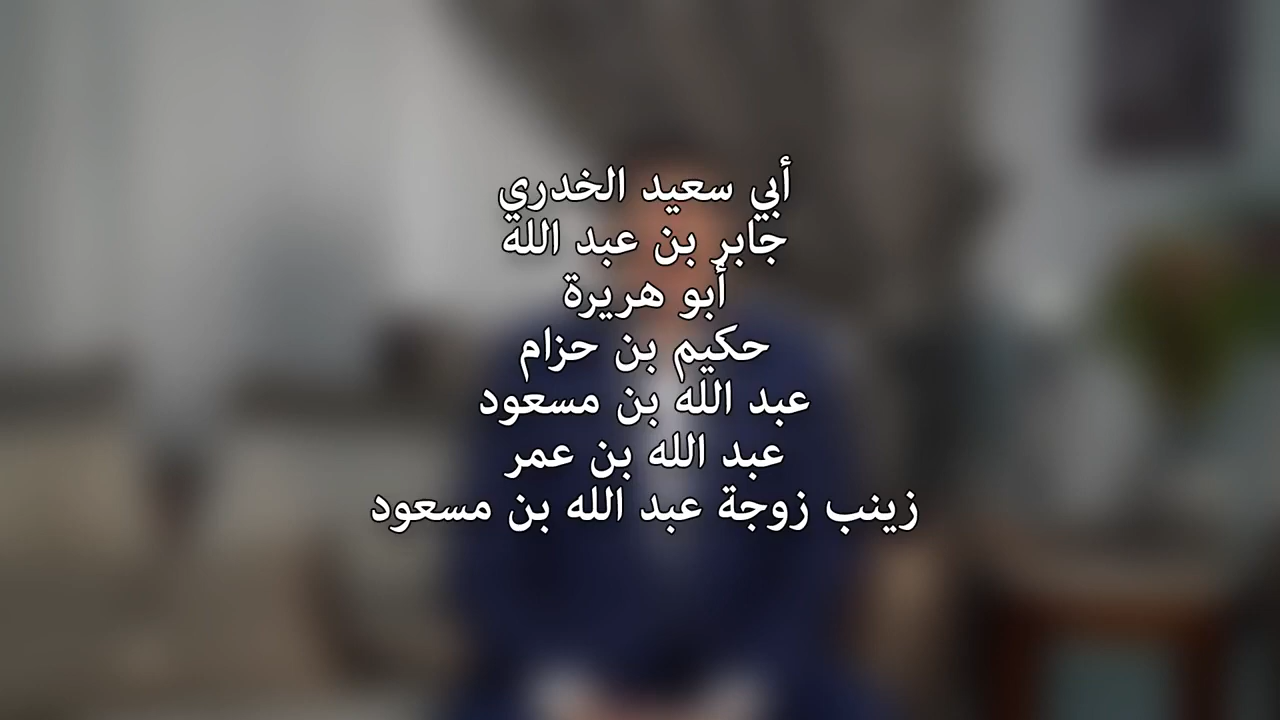 أبي سعيد الخدري
جابر بن عبد الله
أبو هريرة
حكيم بن حزام
عبد الله بن مسعود
عبد الله بن عمر
زينب زوجة عبد الله بن مسعود